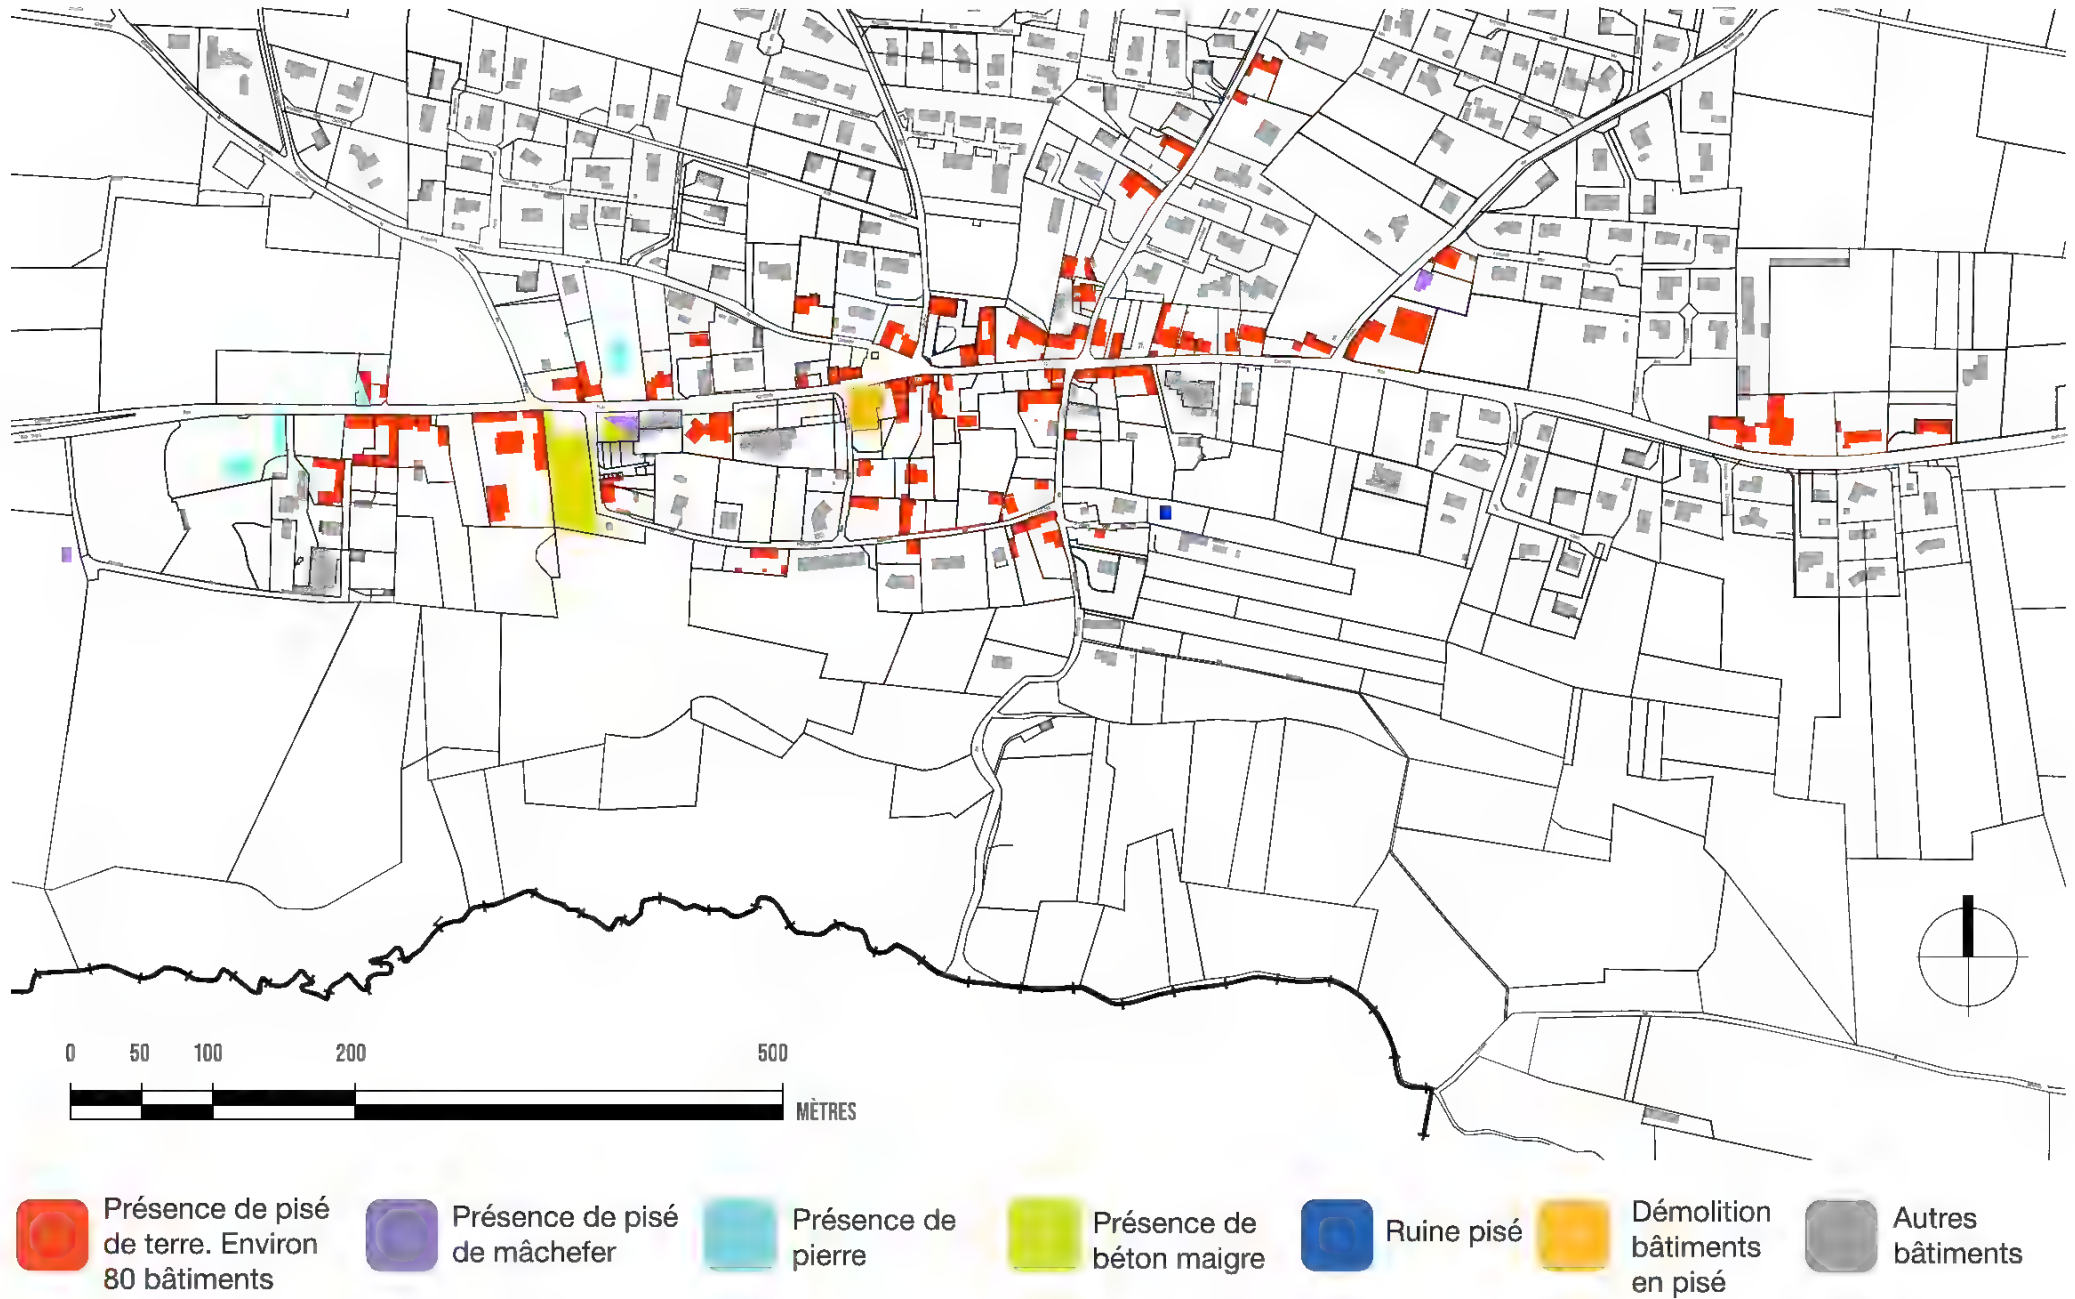 0 50 100 200 500
MÈTRES
Présence de pisé
de terre. Environ
80 bâtiments
Présence de pisé
de mâchefer
Présence de
pierre
Présence de
béton maigre
Ruine pisé
Démolition
bâtiments
en pisé
Autres
bâtiments